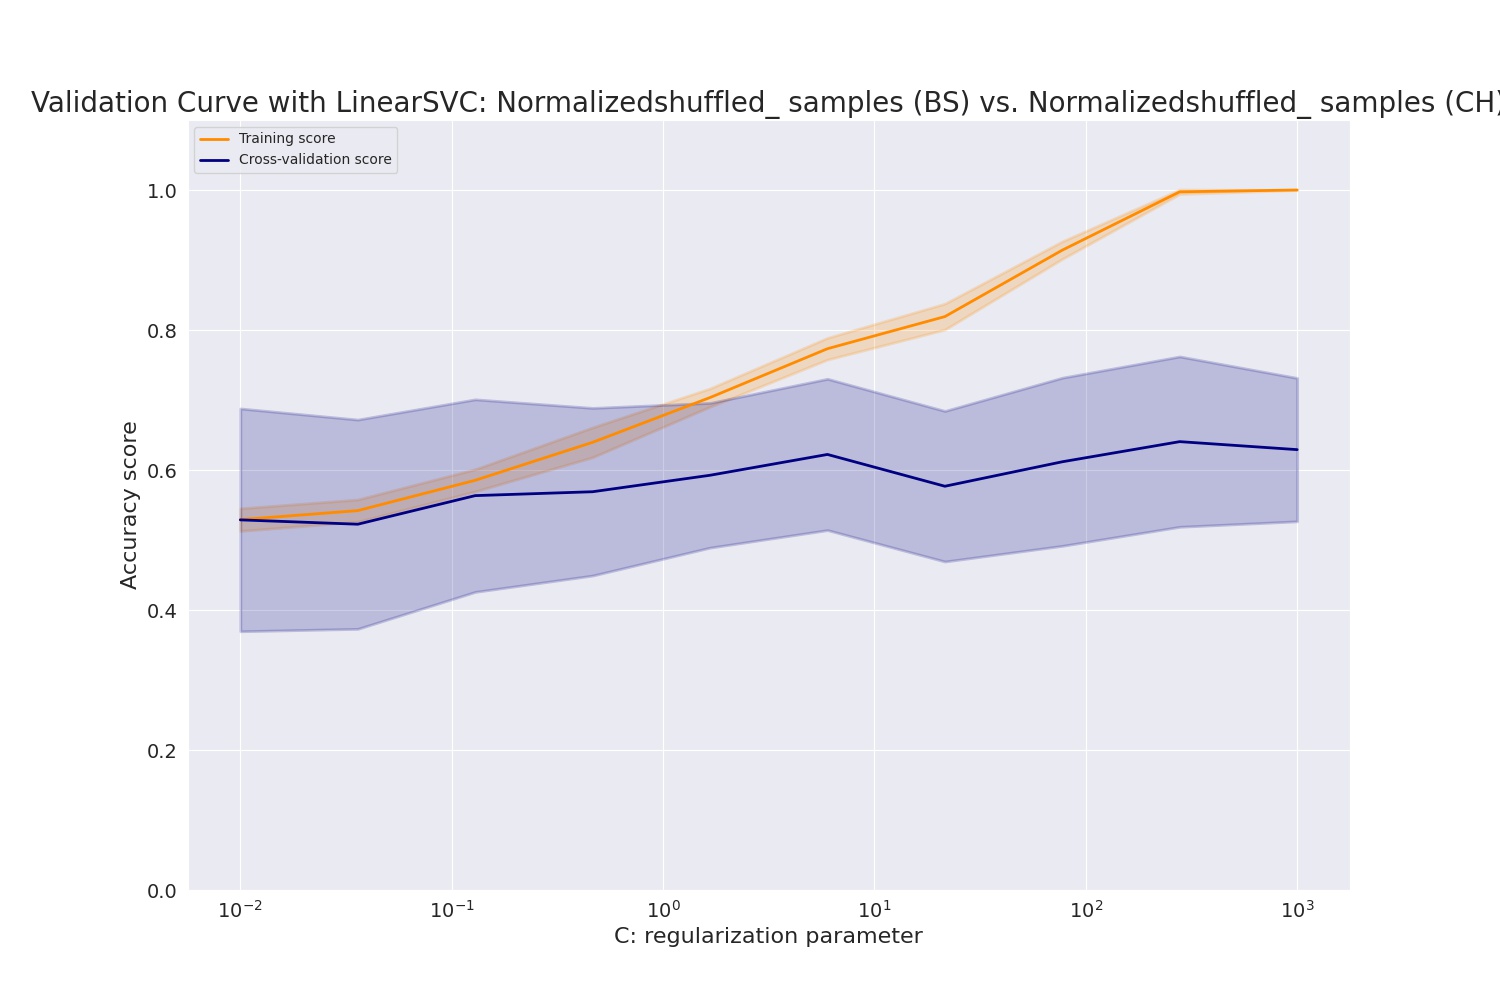 Validation Curve with LinearSVC: Normalizedshuffled_ samples (BS) vs. Normalizedshuffled_ samples (CH)
Training score
Cross-validation score
Accuracy score
1.0
0.8
0.6
0.4
0.2
0.0
10⁻² 10⁻¹ 10⁰ 10¹ 10² 10³
C: regularization parameter